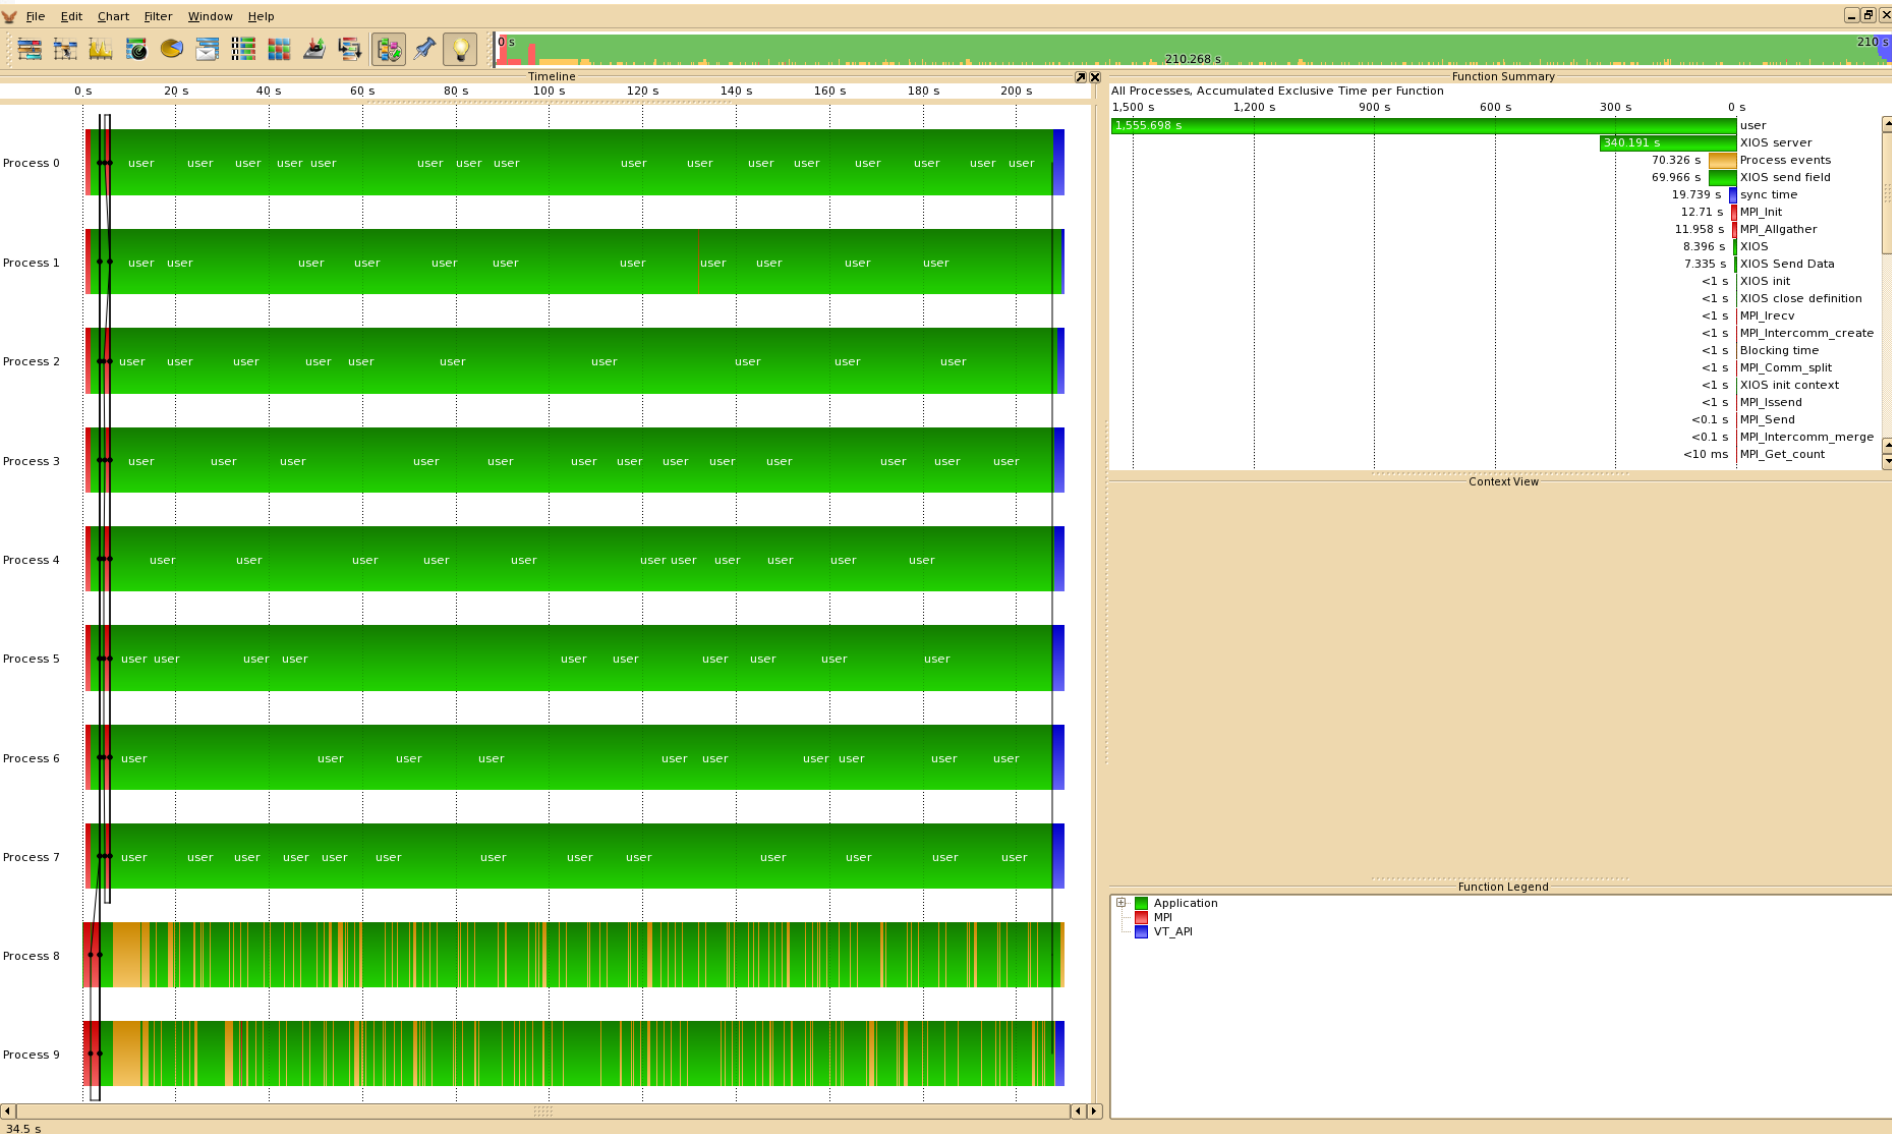 File Edit Chart Filter Window Help
0 s 210 s
210.268 s
Timeline
0 s 20 s 40 s 60 s 80 s 100 s 120 s 140 s 160 s 180 s 200 s
Process 0 user user user user user user user user user user user user user user user user
Process 1 user user user user user user user user user user user
Process 2 user user user user user user user user user user
Process 3 user user user user user user user user user user user user user
Process 4 user user user user user user user user user user user
Process 5 user user user user user user user user user user
Process 6 user user user user user user user user user user
Process 7 user user user user user user user user user user user user user
Process 8
Process 9
34.5 s
Function Summary
All Processes, Accumulated Exclusive Time per Function
1,500 s 1,200 s 900 s 600 s 300 s 0 s
1,555.698 s user
340.191 s XIOS server
70.326 s Process events
69.966 s XIOS send field
19.739 s sync time
12.71 s MPI_Init
11.958 s MPI_Allgather
8.396 s XIOS
7.335 s XIOS Send Data
<1 s XIOS init
<1 s XIOS close definition
<1 s MPI_Irecv
<1 s MPI_Intercomm_create
<1 s Blocking time
<1 s MPI_Comm_split
<1 s XIOS init context
<1 s MPI_Issend
<0.1 s MPI_Send
<0.1 s MPI_Intercomm_merge
<10 ms MPI_Get_count
Context View
Function Legend
Application
MPI
VT_API